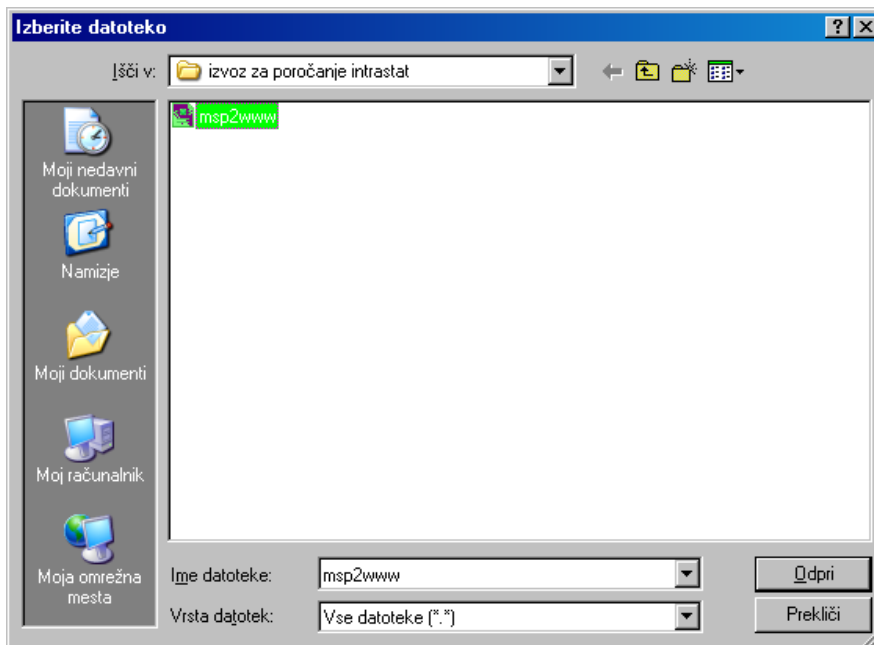 Izberite datoteko
Išči v:
izvoz za poročanje intrastat
msp2www
Moji nedavni
dokumenti
Namizje
Moji dokumenti
Moj računalnik
Moja omrežna
mesta
Ime datoteke:
msp2www
Odpri
Vrsta datotek:
Vse datoteke (*.*)
Prekliči